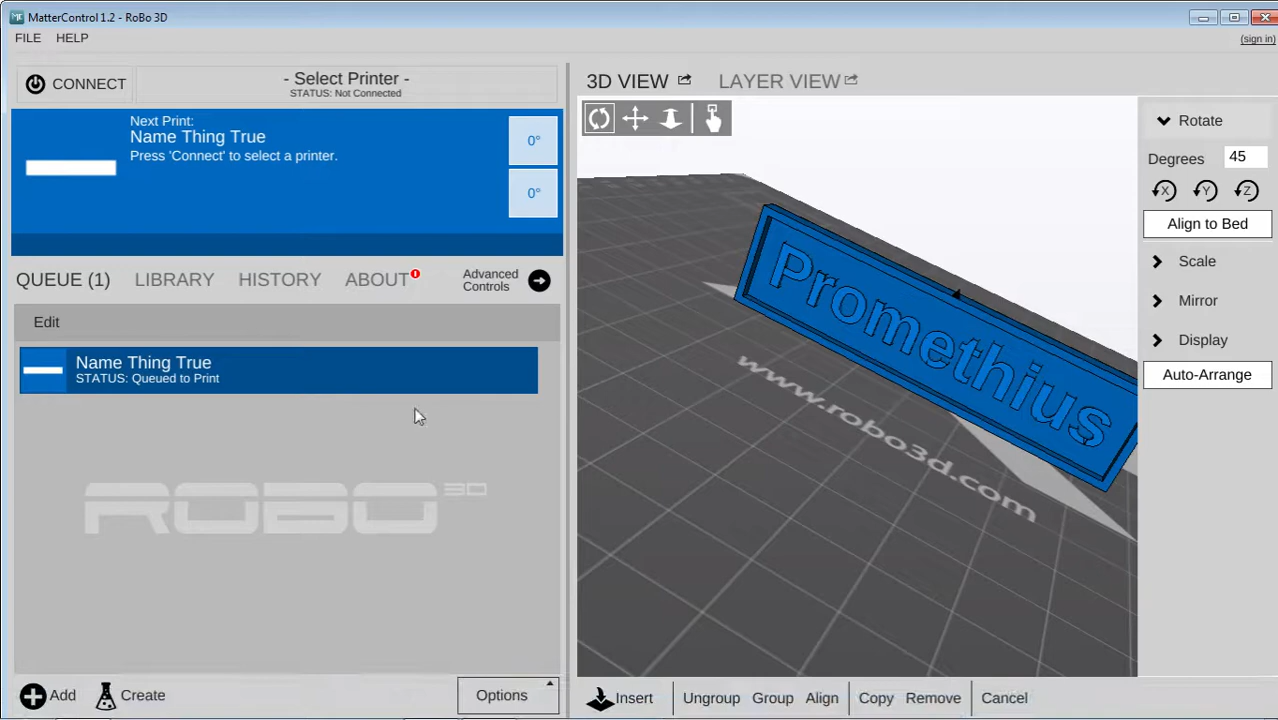 MatterControl 1.2 - RoBo 3D
FILE HELP
(sign in)
CONNECT
- Select Printer -
STATUS: Not Connected
Next Print:
Name Thing True
Press 'Connect' to select a printer.
0°
0°
QUEUE (1) LIBRARY HISTORY ABOUT !
Advanced
Controls
Edit
Name Thing True
STATUS: Queued to Print
ROBO 3D
Add Create Options
3D VIEW LAYER VIEW
Promethius
www.robo3d.com
Rotate
Degrees 45
X Y Z
Align to Bed
Scale
Mirror
Display
Auto-Arrange
Insert Ungroup Group Align Copy Remove Cancel